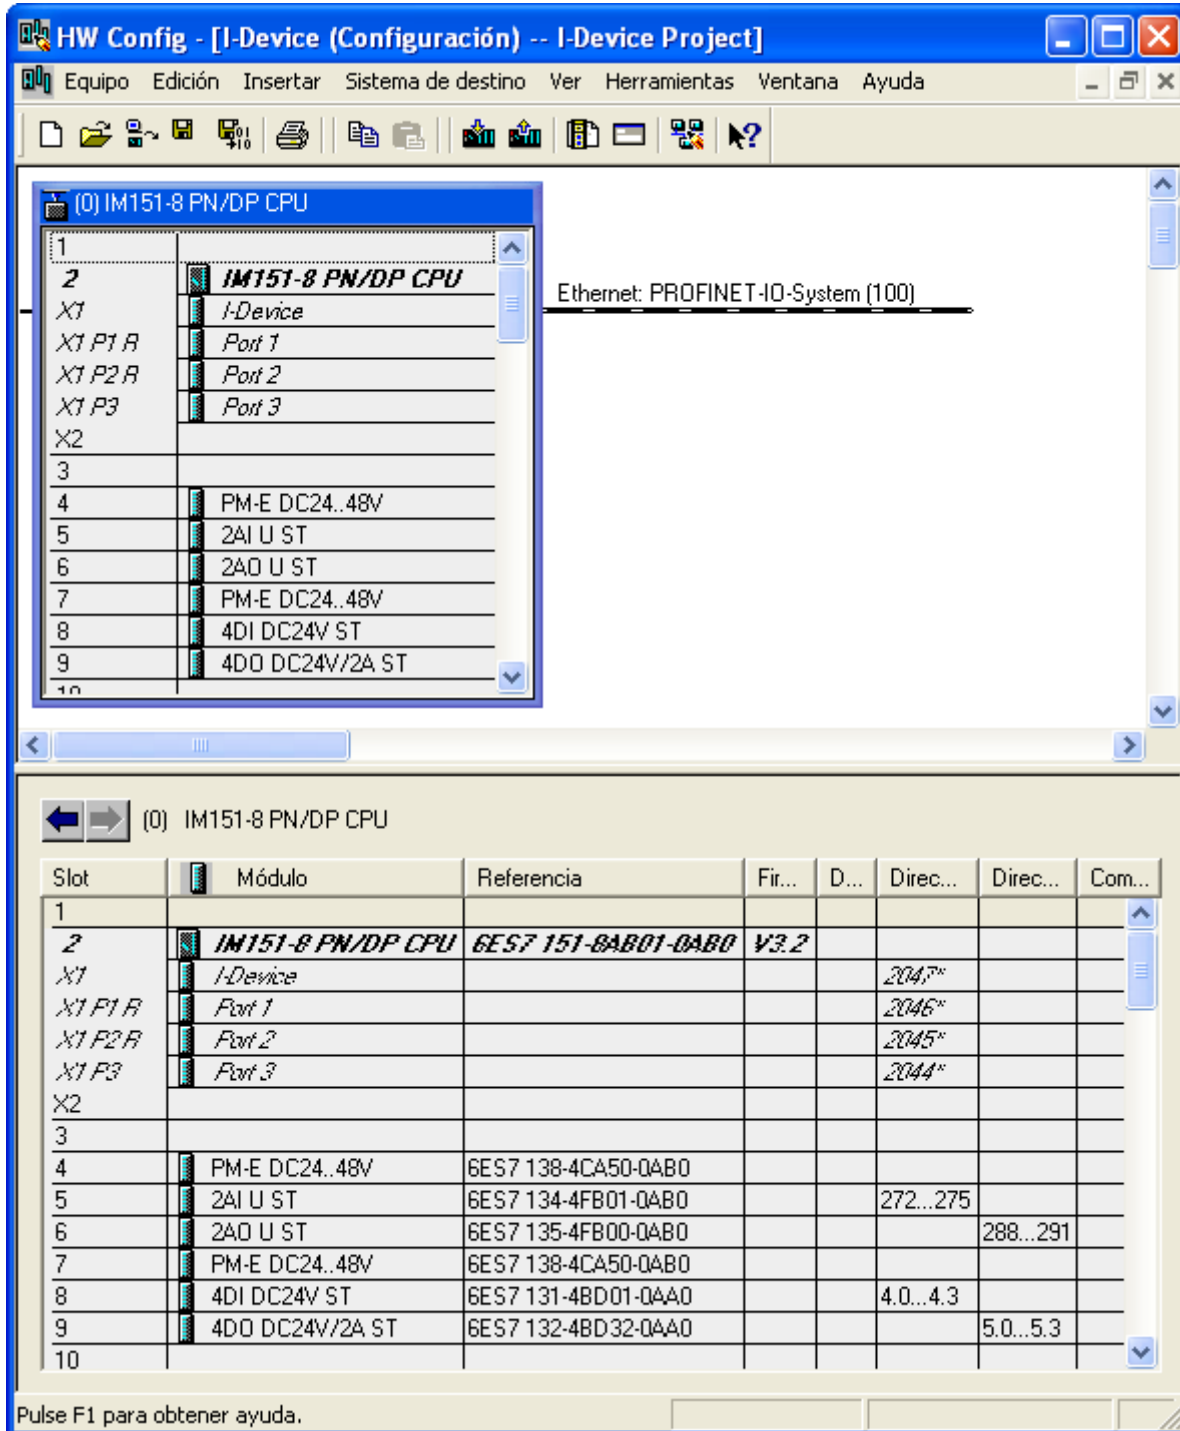 HW Config - [I-Device (Configuración) -- I-Device Project]
Equipo Edición Insertar Sistema de destino Ver Herramientas Ventana Ayuda
(0) IM151-8 PN/DP CPU
1
2 IM151-8 PN/DP CPU
X1 I-Device
X1 P1 R Port 1
X1 P2 R Port 2
X1 P3 Port 3
X2
3
4 PM-E DC24..48V
5 2AI U ST
6 2AO U ST
7 PM-E DC24..48V
8 4DI DC24V ST
9 4DO DC24V/2A ST
10
Ethernet: PROFINET-IO-System (100)
(0) IM151-8 PN/DP CPU
Slot Módulo Referencia Fir... D... Direc... Direc... Com...
1
2 IM151-8 PN/DP CPU 6ES7 151-8AB01-0AB0 V3.2
X1 I-Device 2047*
X1 P1 R Port 1 2046*
X1 P2 R Port 2 2045*
X1 P3 Port 3 2044*
X2
3
4 PM-E DC24..48V 6ES7 138-4CA50-0AB0
5 2AI U ST 6ES7 134-4FB01-0AB0 272...275
6 2AO U ST 6ES7 135-4FB00-0AB0 288...291
7 PM-E DC24..48V 6ES7 138-4CA50-0AB0
8 4DI DC24V ST 6ES7 131-4BD01-0AA0 4.0...4.3
9 4DO DC24V/2A ST 6ES7 132-4BD32-0AA0 5.0...5.3
10
Pulse F1 para obtener ayuda.